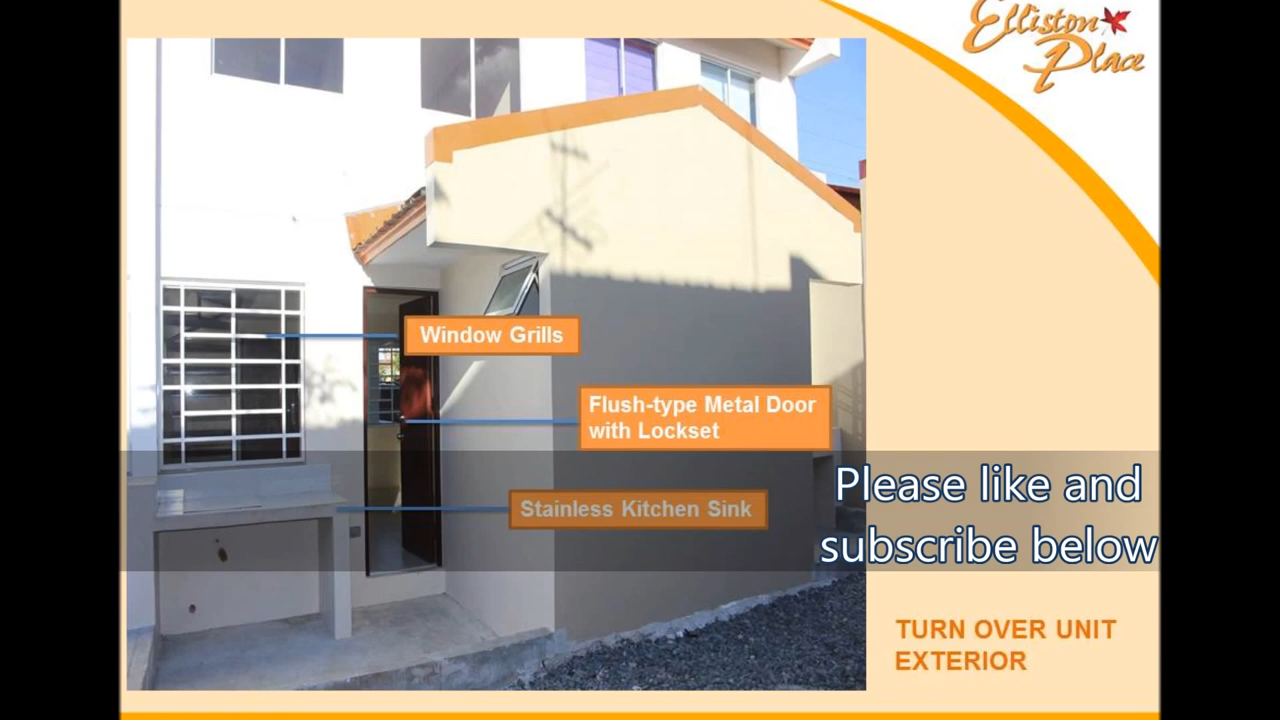 Elliston
Place
Window Grills
Flush-type Metal Door
with Lockset
Stainless Kitchen Sink
Please like and
subscribe below
TURN OVER UNIT
EXTERIOR